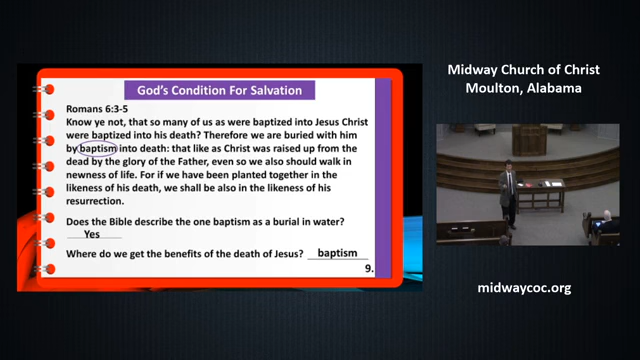 God's Condition For Salvation
Romans 6:3-5
Know ye not, that so many of us as were baptized into Jesus Christ
were baptized into his death? Therefore we are buried with him
by baptism into death: that like as Christ was raised up from the
dead by the glory of the Father, even so we also should walk in
newness of life. For if we have been planted together in the
likeness of his death, we shall be also in the likeness of his
resurrection.
Does the Bible describe the one baptism as a burial in water?
Yes
Where do we get the benefits of the death of Jesus? baptism
9.
Midway Church of Christ
Moulton, Alabama
midwaycoc.org